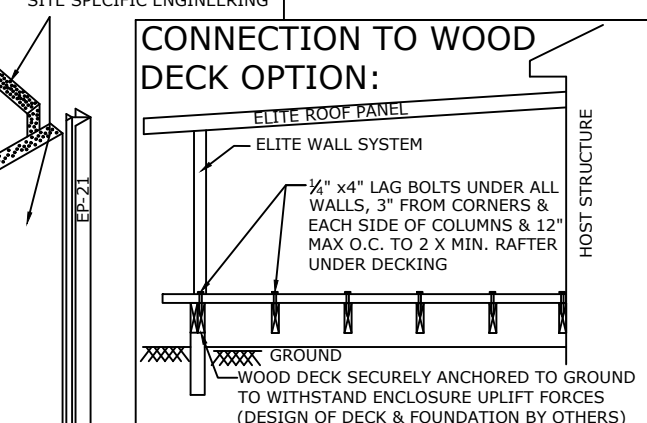 SITE SPECIFIC ENGINEERING
CONNECTION TO WOOD
DECK OPTION:
ELITE ROOF PANEL
ELITE WALL SYSTEM
¼" x4" LAG BOLTS UNDER ALL
WALLS, 3" FROM CORNERS &
EACH SIDE OF COLUMNS & 12"
MAX O.C. TO 2 X MIN. RAFTER
UNDER DECKING
HOST STRUCTURE
EP-21
GROUND
WOOD DECK SECURELY ANCHORED TO GROUND
TO WITHSTAND ENCLOSURE UPLIFT FORCES
(DESIGN OF DECK & FOUNDATION BY OTHERS)